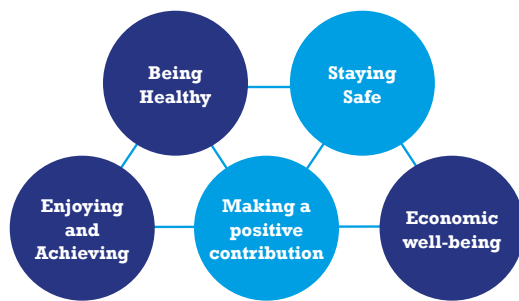 Being
Healthy
Staying
Safe
Enjoying
and
Achieving
Making a
positive
contribution
Economic
well-being